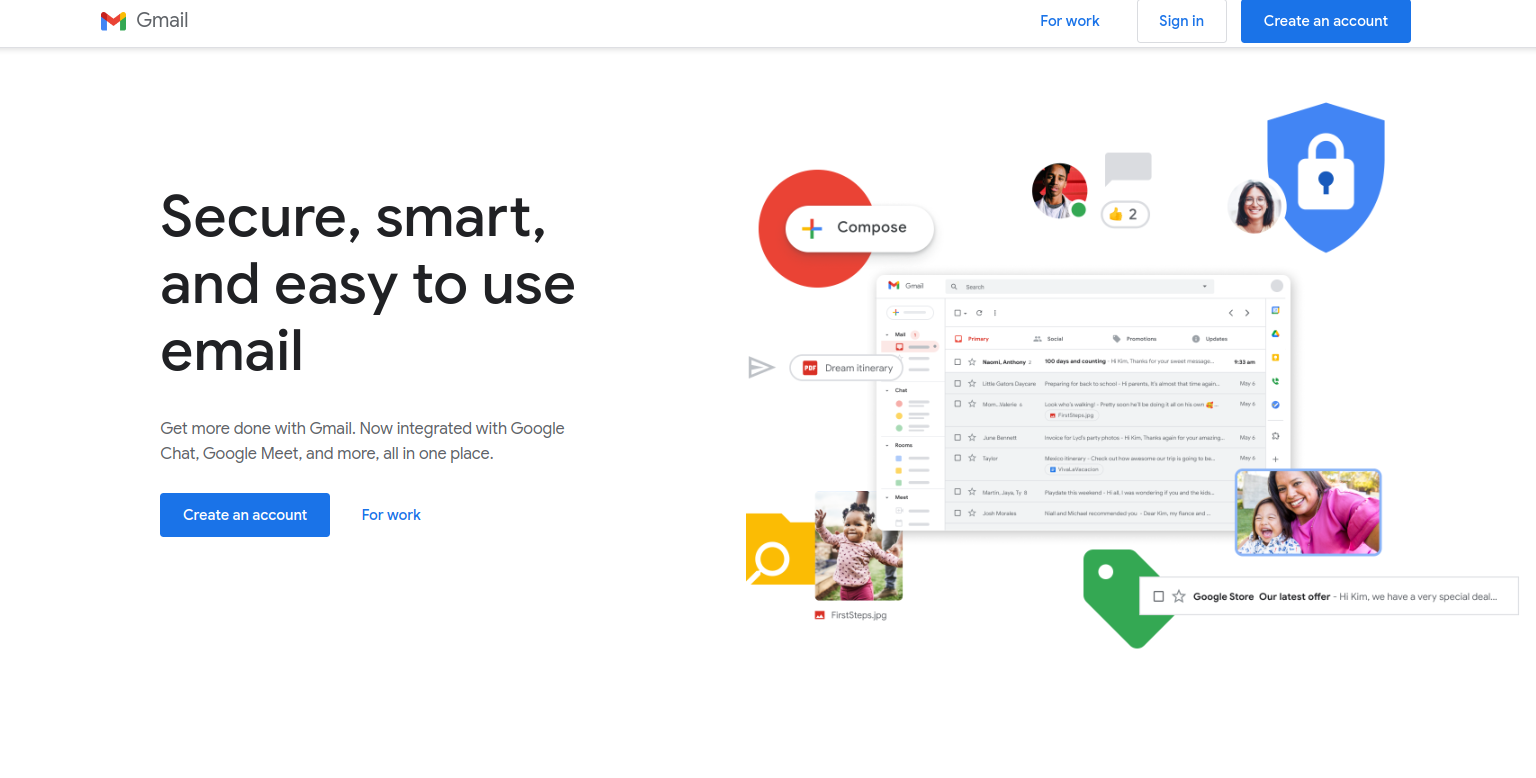 Gmail
For work
Sign in
Create an account
Secure, smart,
and easy to use
email
Get more done with Gmail. Now integrated with Google
Chat, Google Meet, and more, all in one place.
Create an account
For work
Compose
2
Gmail
Search
Mail
Primary
Social
Promotions
Updates
Naomi, Anthony 2 100 days and counting - Hi Kim, Thanks for your sweet message... 9:33 am
PDF Dream itinerary
Little Gators Daycare Preparing for back to school - Hi parents, It's almost that time again... May 6
Chat
Mom...Valeria 6 Look who's walking! - Pretty soon he'll be doing it all on his own 🥰... May 6
FirstSteps.jpg
June Bennett Invoice for Lyd's party photos - Hi Kim, Thanks again for your amazing... May 6
Rooms
Taylor Mexico itinerary - Check out how awesome our trip is going to be... May 6
VivaLaVacacion
Martin, Jaya, Ty 8 Playdate this weekend - Hi all, I was wondering if you and the kids...
Meet
Josh Morales Niall and Michael recommended you - Dear Kim, my fiance and ...
FirstSteps.jpg
Google Store Our latest offer - Hi Kim, we have a very special deal...